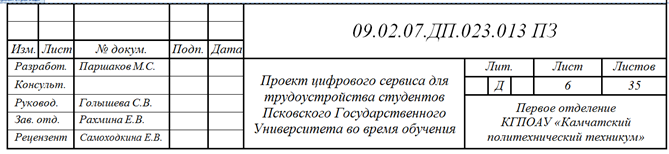 09.02.07.ДП.023.013 ПЗ
Изм. Лист № докум. Подп. Дата
Разработ. Паршаков М.С.
Консульт.
Руковод. Голышева С.В.
Зав. отд. Рахмина Е.В.
Рецензент Самоходкина Е.В.
Проект цифрового сервиса для
трудоустройства студентов
Псковского Государственного
Университета во время обучения
Лит. Лист Листов
Д 6 35
Первое отделение
КГПОАУ «Камчатский
политехнический техникум»